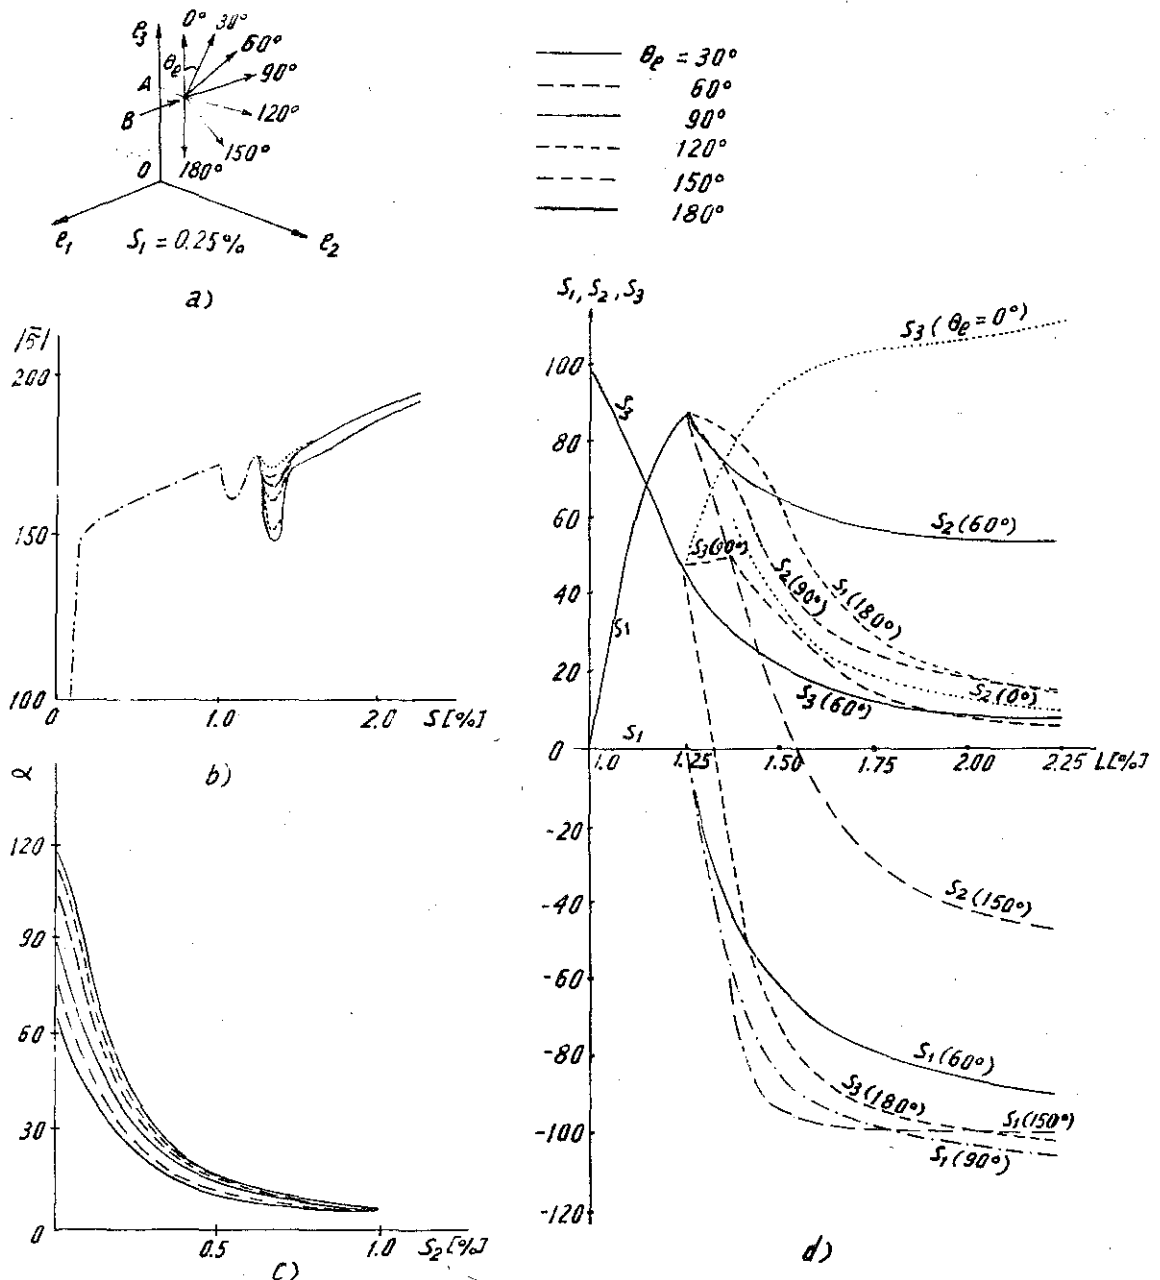 e₃ 0° 30°
60°
θₑ
90°
A
B
120°
150°
0 180°
e₁ S₁ = 0.25% e₂
a)
θₑ = 30°
60°
90°
120°
150°
180°
|σ̄|
200
150
100
0 1.0 2.0 S[%]
b)
α
120
90
60
30
0
0.5 1.0
S₂[%]
c)
S₁, S₂, S₃
S₃ (θₑ = 0°)
100
S₃
80
60
S₂(60°)
S₃(90°)
S₂(90°)
S₁(180°)
40
S₁
20
S₃(60°)
S₂(0°)
S₁
0
1.0 1.25 1.50 1.75 2.00 2.25 L[%]
-20
-40
S₂(150°)
-60
-80
S₁(60°)
S₃(180°)
-100
S₁(150°)
S₁(90°)
-120
d)